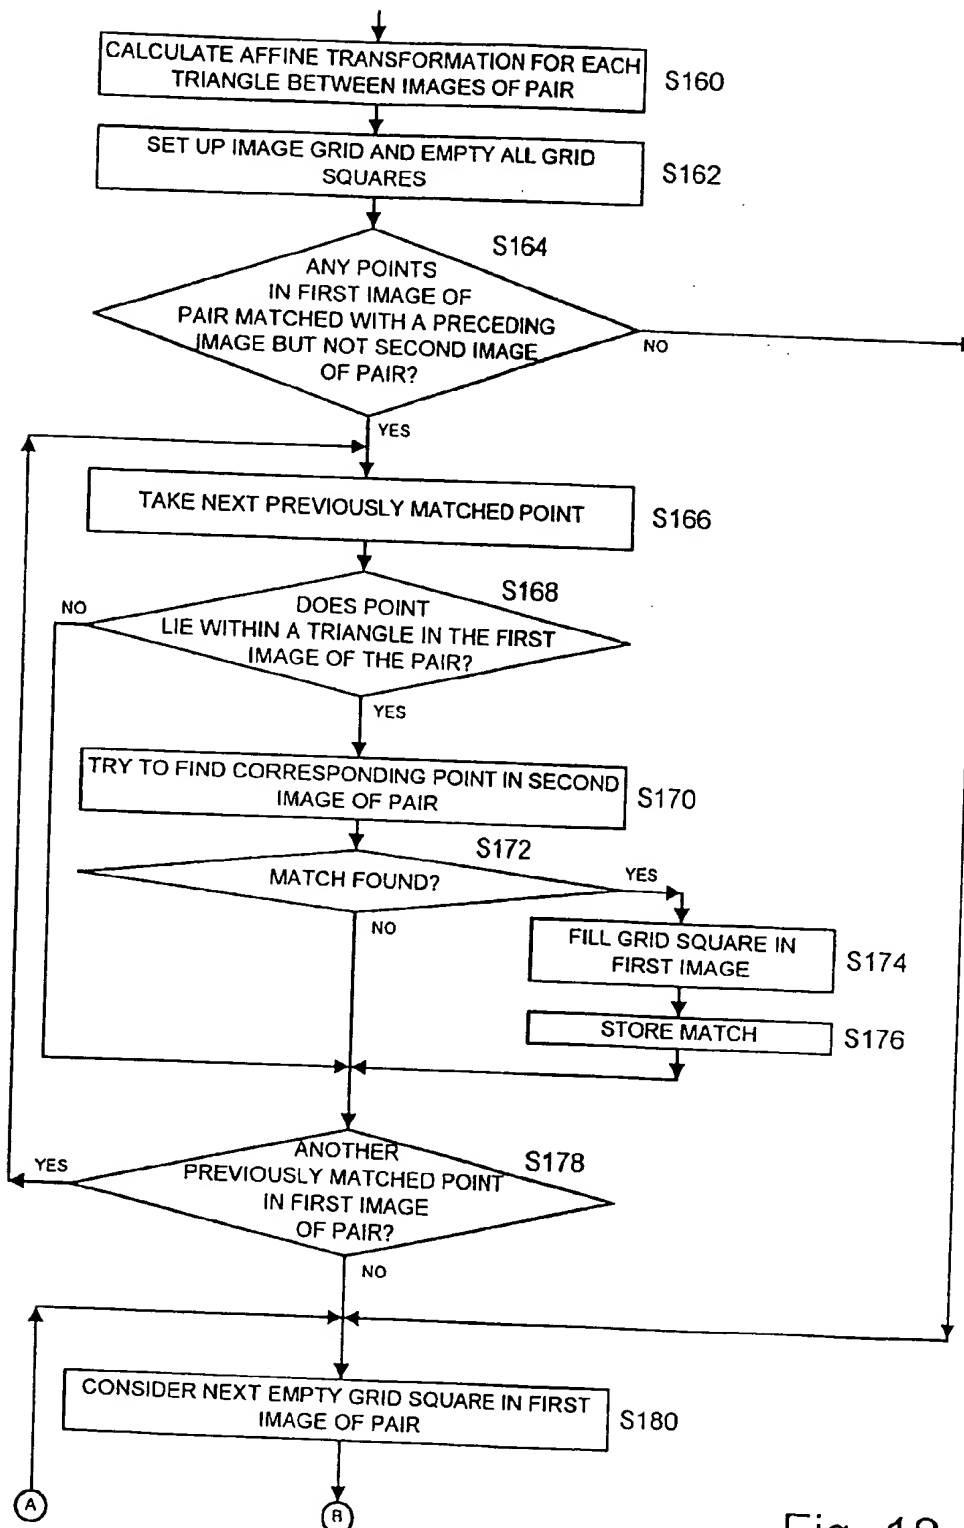 CALCULATE AFFINE TRANSFORMATION FOR EACH
TRIANGLE BETWEEN IMAGES OF PAIR
S160
SET UP IMAGE GRID AND EMPTY ALL GRID
SQUARES
S162
S164
ANY POINTS
IN FIRST IMAGE OF
PAIR MATCHED WITH A PRECEDING
IMAGE BUT NOT SECOND IMAGE
OF PAIR?
NO
YES
TAKE NEXT PREVIOUSLY MATCHED POINT
S166
S168
NO
DOES POINT
LIE WITHIN A TRIANGLE IN THE FIRST
IMAGE OF THE PAIR?
YES
TRY TO FIND CORRESPONDING POINT IN SECOND
IMAGE OF PAIR
S170
S172
MATCH FOUND?
YES
NO
FILL GRID SQUARE IN
FIRST IMAGE
S174
STORE MATCH
S176
S178
YES
ANOTHER
PREVIOUSLY MATCHED POINT
IN FIRST IMAGE
OF PAIR?
NO
CONSIDER NEXT EMPTY GRID SQUARE IN FIRST
IMAGE OF PAIR
S180
A
B